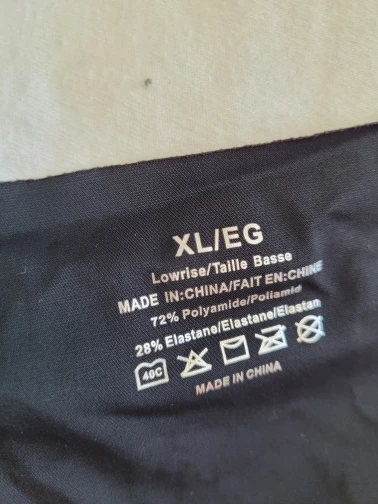 XL/EG
Lowrise/Taille Basse
MADE IN:CHINA/FAIT EN:CHINE
72% Polyamide/Poliamid
28% Elastane/Elastane/Elastan
40C
MADE IN CHINA